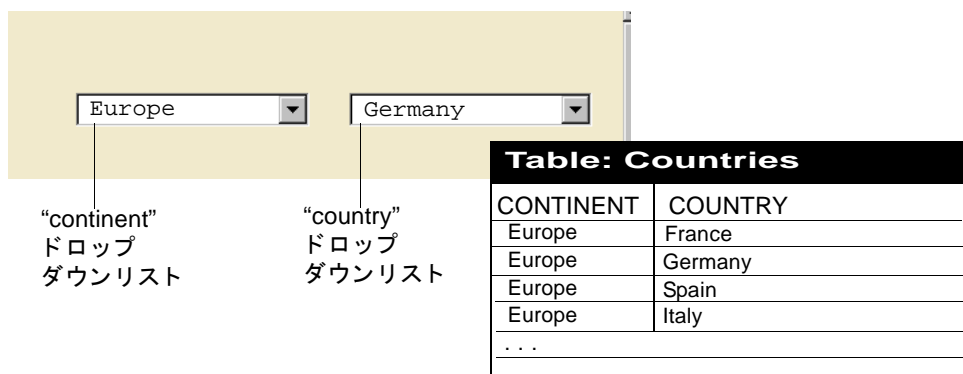 Europe
Germany
“continent”
ドロップ
ダウンリスト
“country”
ドロップ
ダウンリスト
Table: Countries
CONTINENT COUNTRY
Europe France
Europe Germany
Europe Spain
Europe Italy
. . .